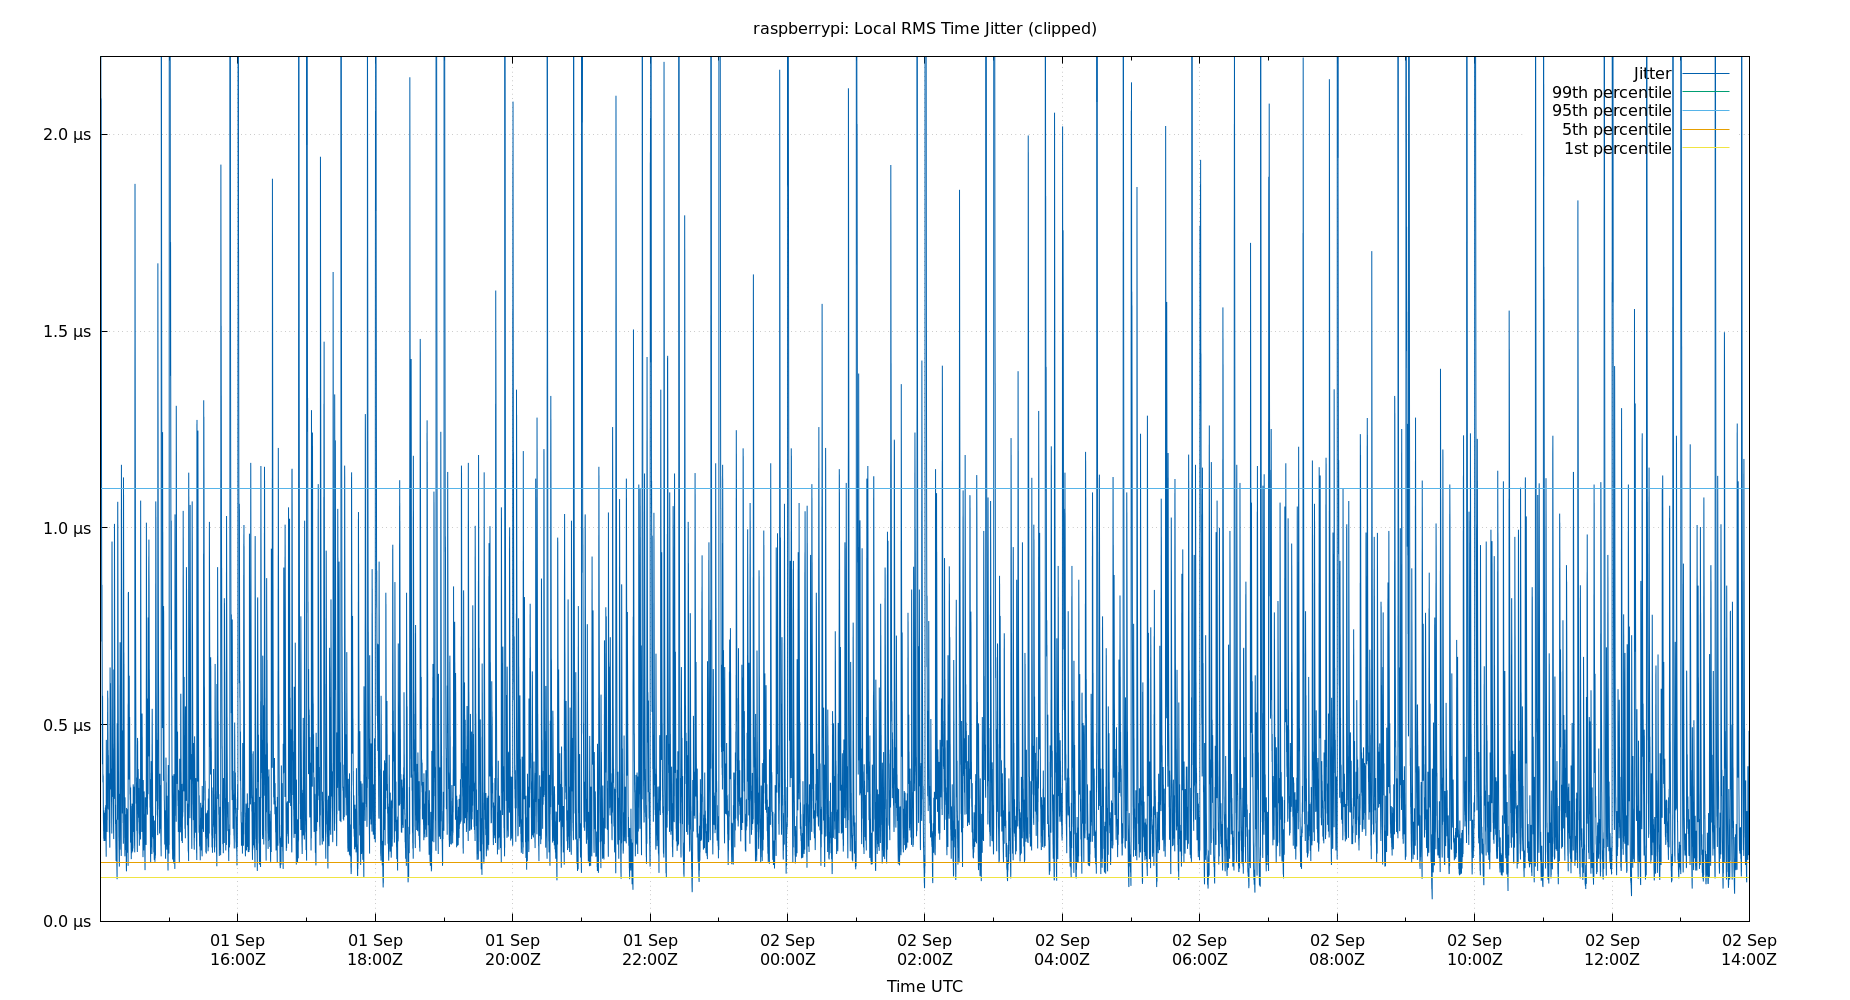 raspberrypi: Local RMS Time Jitter (clipped)
Jitter
99th percentile
95th percentile
5th percentile
1st percentile
2.0 µs
1.5 µs
1.0 µs
0.5 µs
0.0 µs
01 Sep 01 Sep 01 Sep 01 Sep 02 Sep 02 Sep 02 Sep 02 Sep 02 Sep 02 Sep 02 Sep 02 Sep
16:00Z 18:00Z 20:00Z 22:00Z 00:00Z 02:00Z 04:00Z 06:00Z 08:00Z 10:00Z 12:00Z 14:00Z
Time UTC